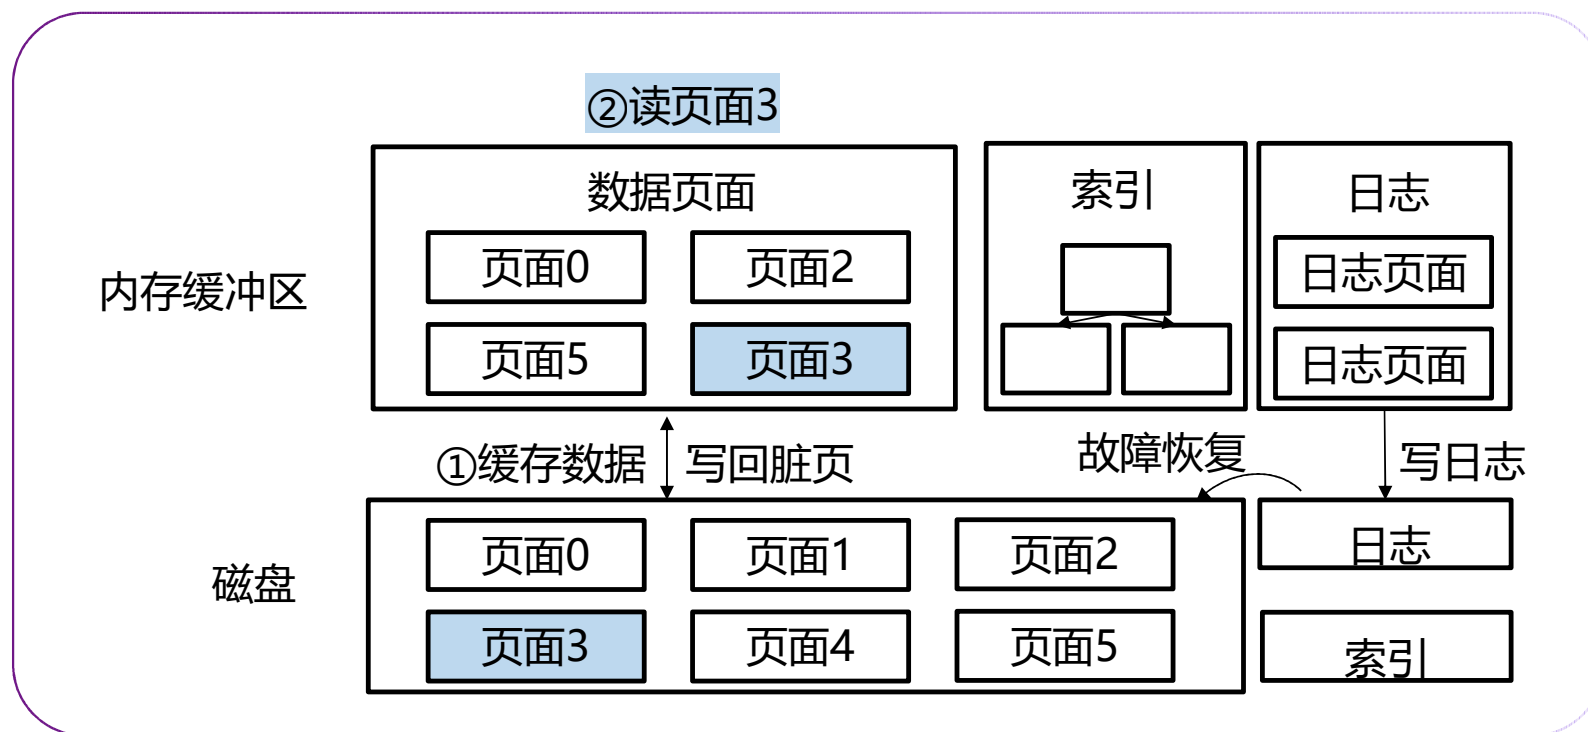 ②读页面3
数据页面
索引
日志
页面0
页面2
日志页面
内存缓冲区
页面5
页面3
日志页面
①缓存数据
写回脏页
故障恢复
写日志
页面0
页面1
页面2
日志
磁盘
页面3
页面4
页面5
索引